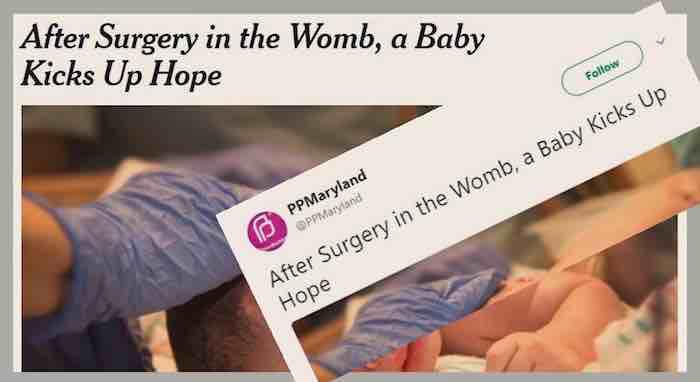 After Surgery in the Womb, a Baby
Kicks Up Hope
Follow
PPMaryland
@PPMaryland
After Surgery in the Womb, a Baby Kicks Up
Hope